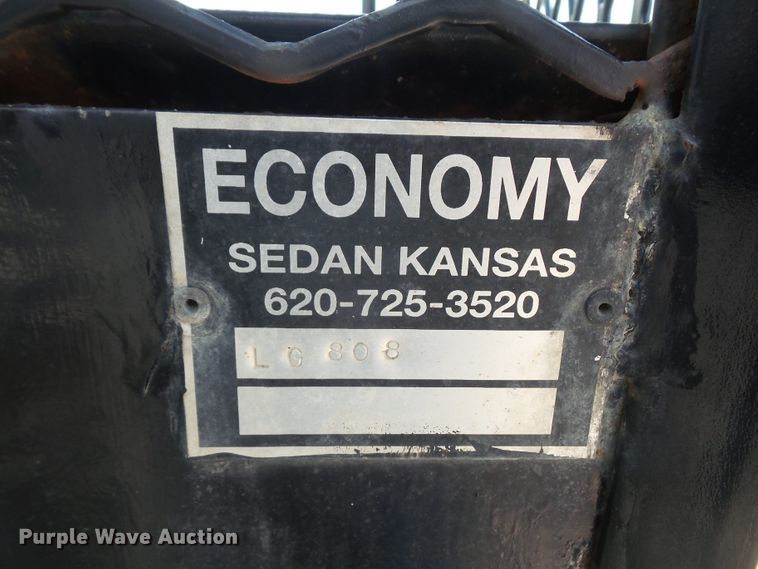 ECONOMY
SEDAN KANSAS
620-725-3520
LG 808
Purple Wave Auction